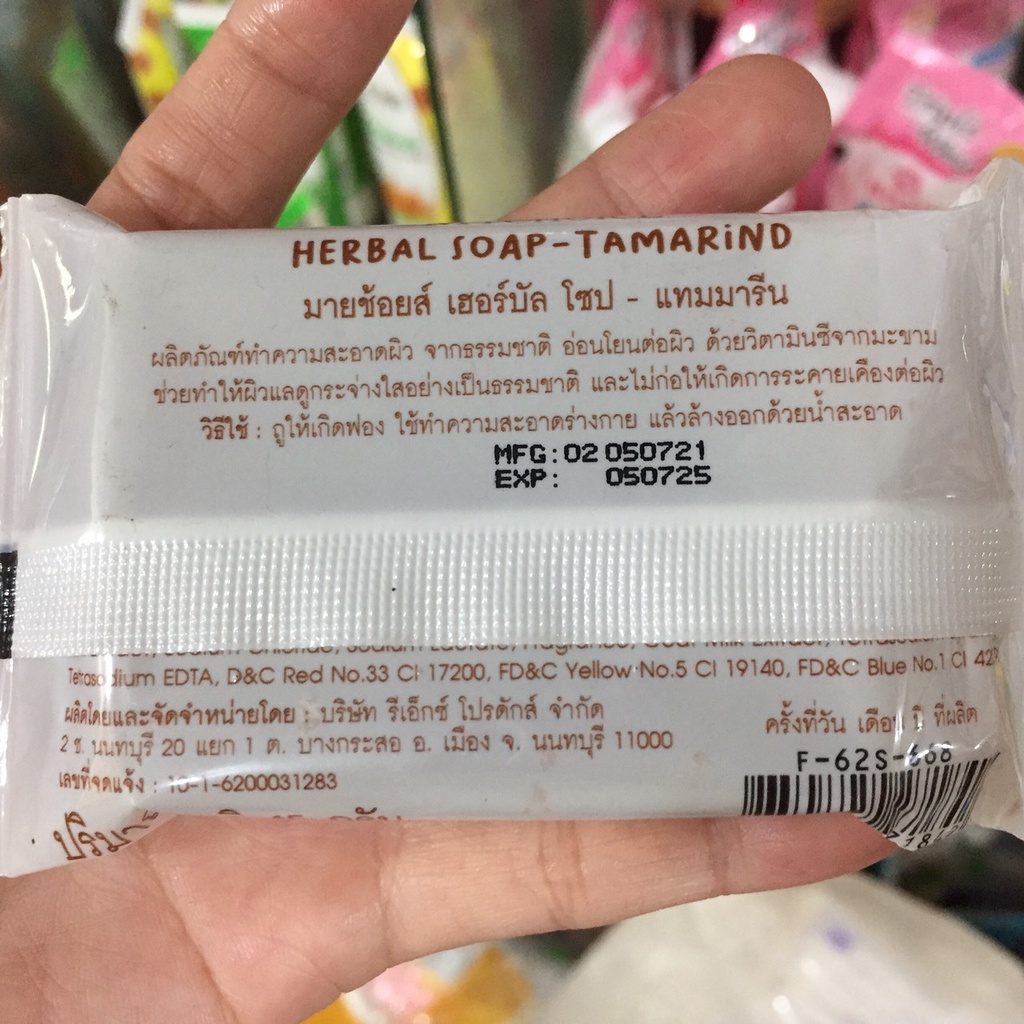 HERBAL SOAP-TAMARIND
มายช้อยส์ เฮอร์บัล โซป - แทมมารีน
ผลิตภัณฑ์ทำความสะอาดผิว จากธรรมชาติ อ่อนโยนต่อผิว ด้วยวิตามินซีจากมะขาม
ช่วยทำให้ผิวแลดูกระจ่างใสอย่างเป็นธรรมชาติ และไม่ก่อให้เกิดการระคายเคืองต่อผิว
วิธีใช้ : ถูให้เกิดฟอง ใช้ทำความสะอาดร่างกาย แล้วล้างออกด้วยน้ำสะอาด
MFG:02 050721
EXP: 050725
Tetrasodium EDTA, D&C Red No.33 CI 17200, FD&C Yellow No.5 CI 19140, FD&C Blue No.1 CI
ผลิตโดยและจัดจำหน่ายโดย : บริษัท รีเอ็กซ์ โปรดักส์ จำกัด
2 ซ. นนทบุรี 20 แยก 1 ต. บางกระสอ อ. เมือง จ. นนทบุรี 11000
ครั้งที่วัน เดือน ปี ที่ผลิต
เลขที่จดแจ้ง : 10-1-6200031283
F-62S-668